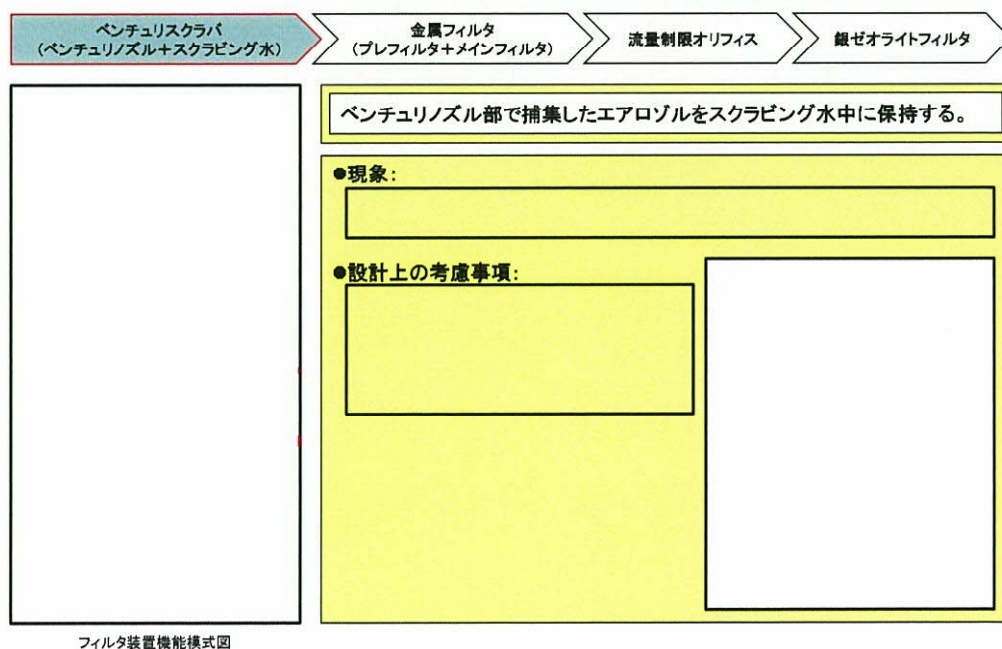 ベンチュリスクラバ
(ベンチュリノズル+スクラビング水)
金属フィルタ
(プレフィルタ+メインフィルタ)
流量制限オリフィス
銀ゼオライトフィルタ
ベンチュリノズル部で捕集したエアロゾルをスクラビング水中に保持する。
●現象:
●設計上の考慮事項:
フィルタ装置機能模式図